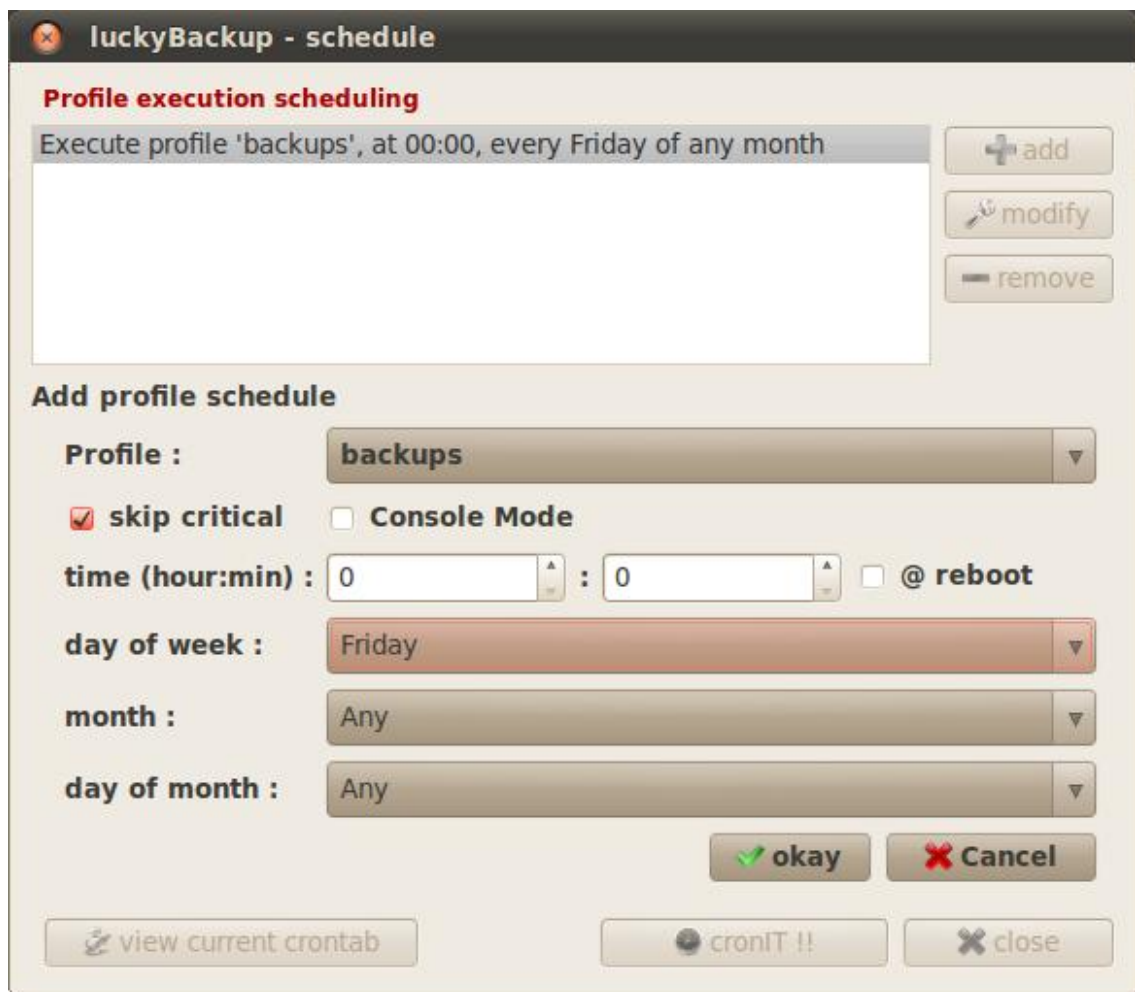 luckyBackup - schedule
Profile execution scheduling
Execute profile 'backups', at 00:00, every Friday of any month
add
modify
remove
Add profile schedule
Profile : backups
skip critical Console Mode
time (hour:min) : 0 : 0 @ reboot
day of week : Friday
month : Any
day of month : Any
okay Cancel
view current crontab cronIT !! close